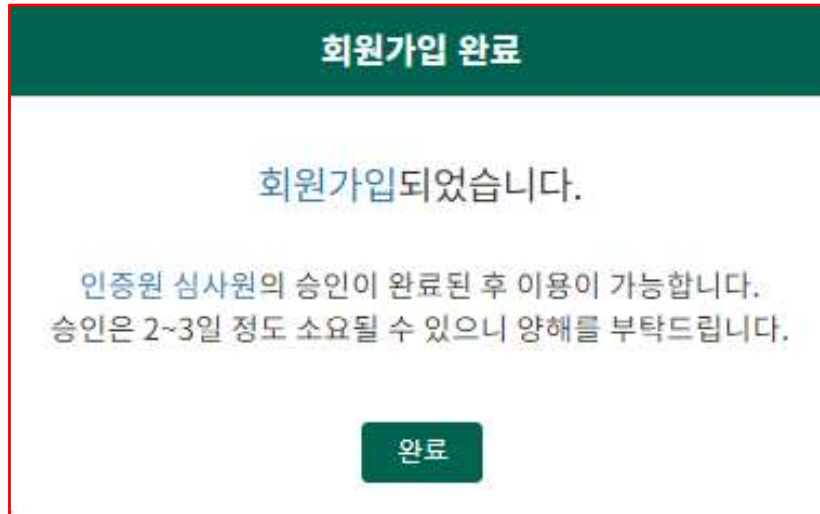 회원가입 완료
회원가입되었습니다.
인증원 심사원의 승인이 완료된 후 이용이 가능합니다.
승인은 2~3일 정도 소요될 수 있으니 양해를 부탁드립니다.
완료